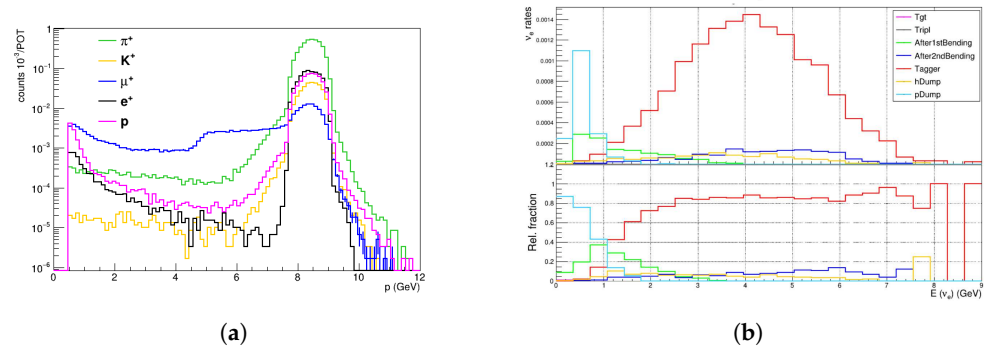 counts 10⁻³/POT
1
10⁻¹
10⁻²
10⁻³
10⁻⁴
10⁻⁵
10⁻⁶
π⁺
K⁺
μ⁺
e⁺
p
0 2 4 6 8 10 12
p (GeV)
(a)
νₑ rates
0.0014
0.0012
0.001
0.0008
0.0006
0.0004
0.0002
Tgt
Tripl
After1stBending
After2ndBending
Tagger
hDump
pDump
Rel. fraction
1.2
1
0.8
0.6
0.4
0.2
0
0 1 2 3 4 5 6 7 8 9
E (νₑ) (GeV)
(b)